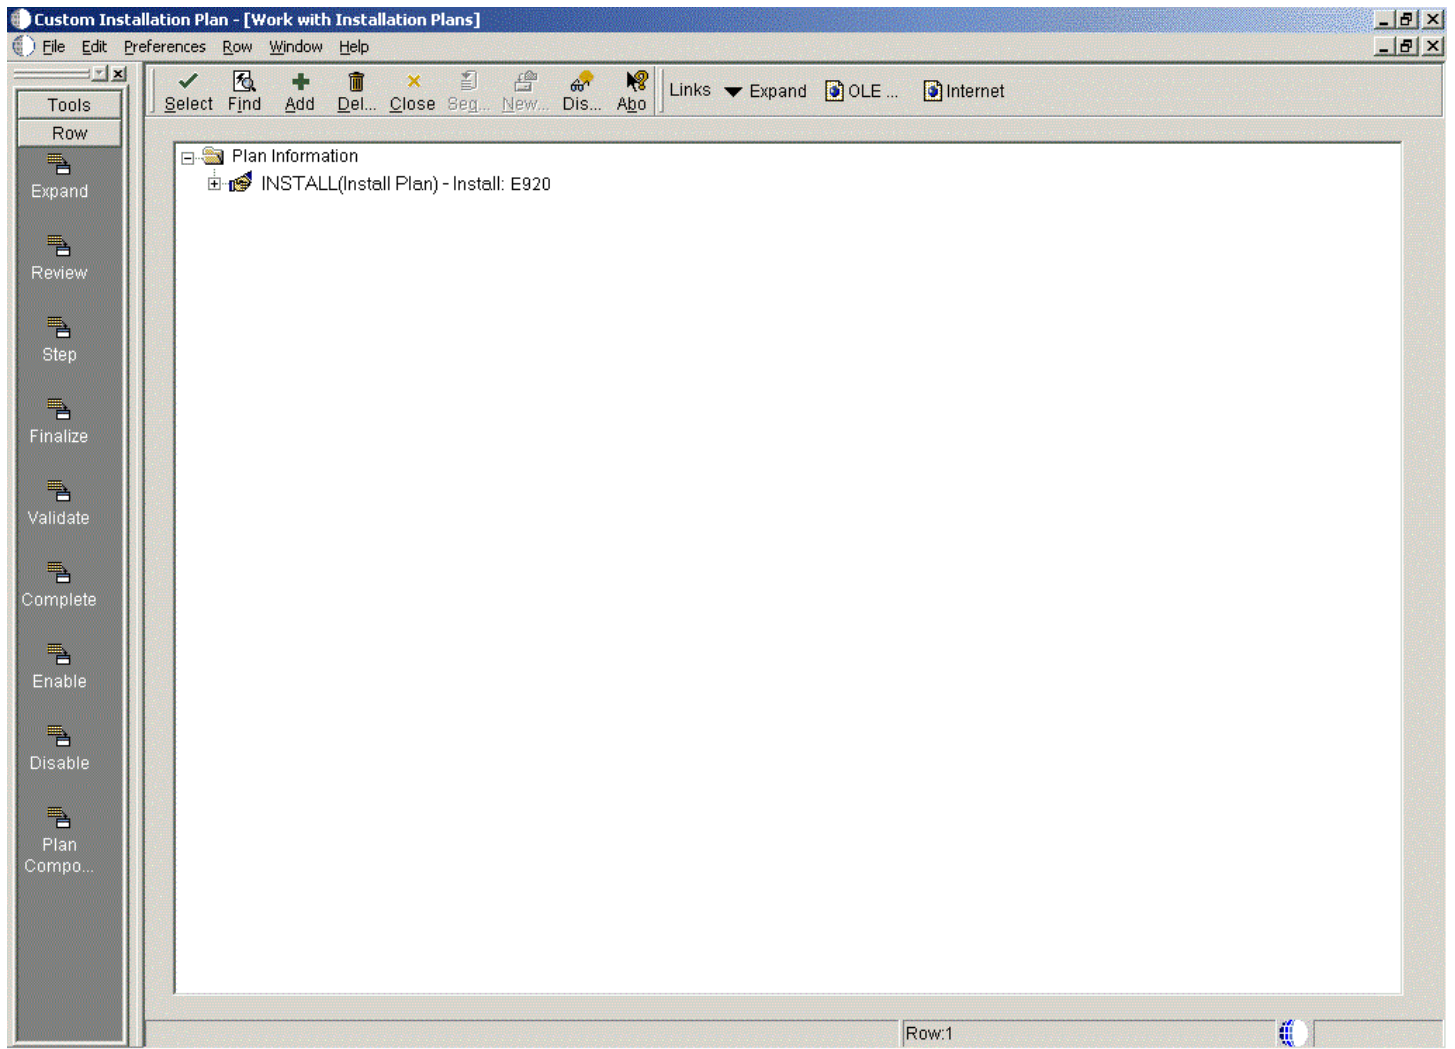 Custom Installation Plan - [Work with Installation Plans]
File Edit Preferences Row Window Help
Tools
Row
Expand
Review
Step
Finalize
Validate
Complete
Enable
Disable
Plan
Compo...
Select Find Add Del... Close Seq... New... Dis... Abo
Links Expand OLE ... Internet
Plan Information
INSTALL(Install Plan) - Install: E920
Row:1